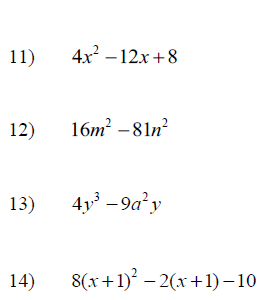 11) 4x² – 12x + 8
12) 16m² – 81n²
13) 4y³ – 9a²y
14) 8(x+1)² – 2(x+1) – 10